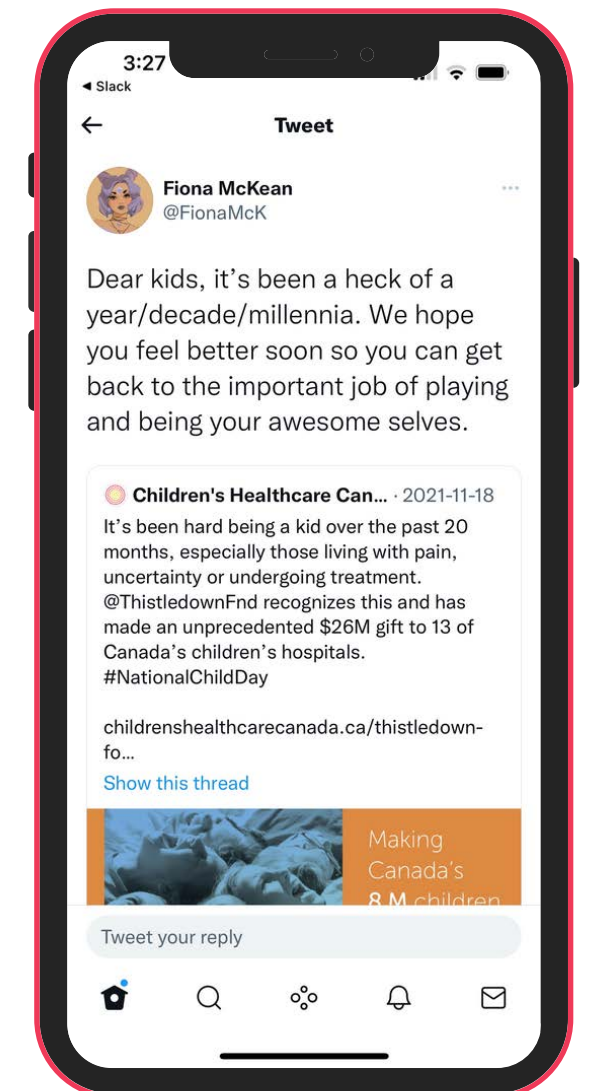 3:27
◄ Slack
Tweet
Fiona McKean
@FionaMcK
Dear kids, it’s been a heck of a
year/decade/millennia. We hope
you feel better soon so you can get
back to the important job of playing
and being your awesome selves.
Children's Healthcare Can... · 2021-11-18
It’s been hard being a kid over the past 20
months, especially those living with pain,
uncertainty or undergoing treatment.
@ThistledownFnd recognizes this and has
made an unprecedented $26M gift to 13 of
Canada’s children’s hospitals.
#NationalChildDay
childrenshealthcarecanada.ca/thistledown-
fo...
Show this thread
Making
Canada’s
8 M children
Tweet your reply